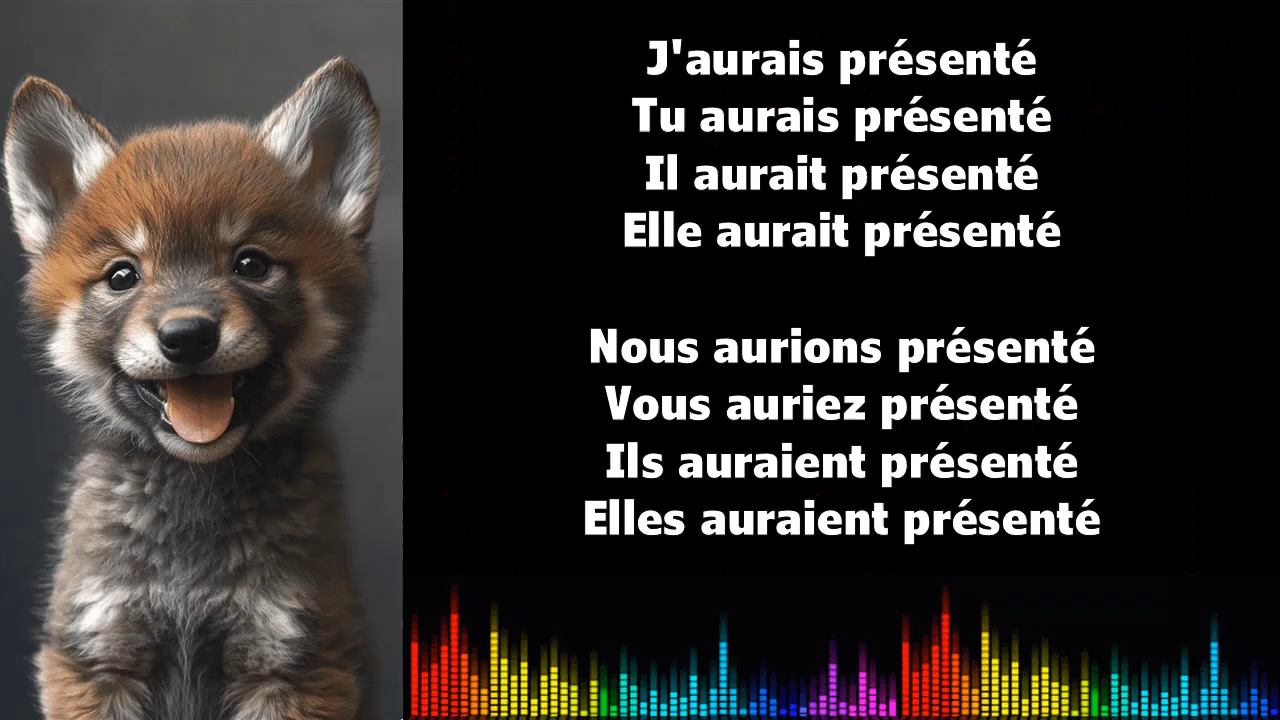 J'aurais présenté
Tu aurais présenté
Il aurait présenté
Elle aurait présenté
Nous aurions présenté
Vous auriez présenté
Ils auraient présenté
Elles auraient présenté